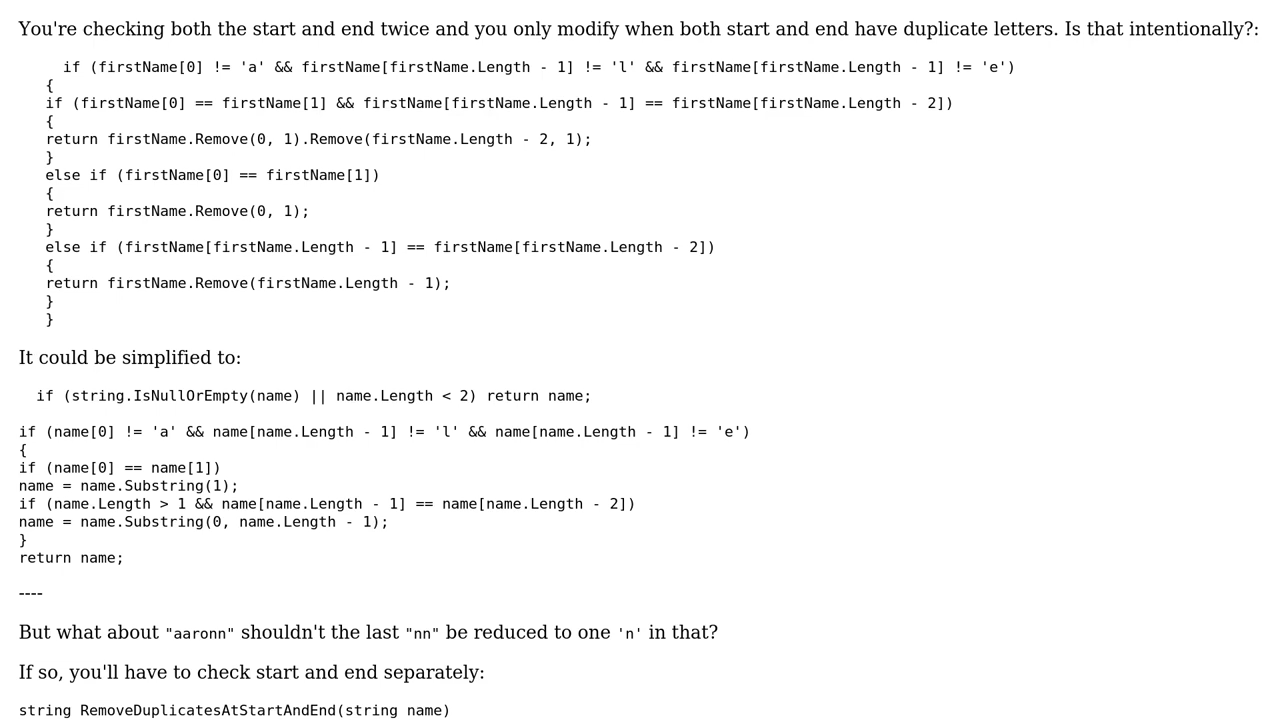 You're checking both the start and end twice and you only modify when both start and end have duplicate letters. Is that intentionally?:
if (firstName[0] != 'a' && firstName[firstName.Length - 1] != 'l' && firstName[firstName.Length - 1] != 'e')
{
if (firstName[0] == firstName[1] && firstName[firstName.Length - 1] == firstName[firstName.Length - 2])
{
return firstName.Remove(0, 1).Remove(firstName.Length - 2, 1);
}
else if (firstName[0] == firstName[1])
{
return firstName.Remove(0, 1);
}
else if (firstName[firstName.Length - 1] == firstName[firstName.Length - 2])
{
return firstName.Remove(firstName.Length - 1);
}
}
It could be simplified to:
if (string.IsNullOrEmpty(name) || name.Length < 2) return name;
if (name[0] != 'a' && name[name.Length - 1] != 'l' && name[name.Length - 1] != 'e')
{
if (name[0] == name[1])
name = name.Substring(1);
if (name.Length > 1 && name[name.Length - 1] == name[name.Length - 2])
name = name.Substring(0, name.Length - 1);
}
return name;
----
But what about "aaronn" shouldn't the last "nn" be reduced to one 'n' in that?
If so, you'll have to check start and end separately:
string RemoveDuplicatesAtStartAndEnd(string name)